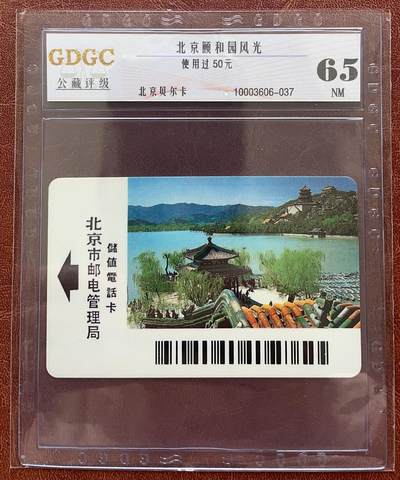 GDGC
公藏评级
北京颐和园风光
使用过50元
北京贝尔卡
10003606-037
65
NM
北京市邮电管理局
儲值電話卡